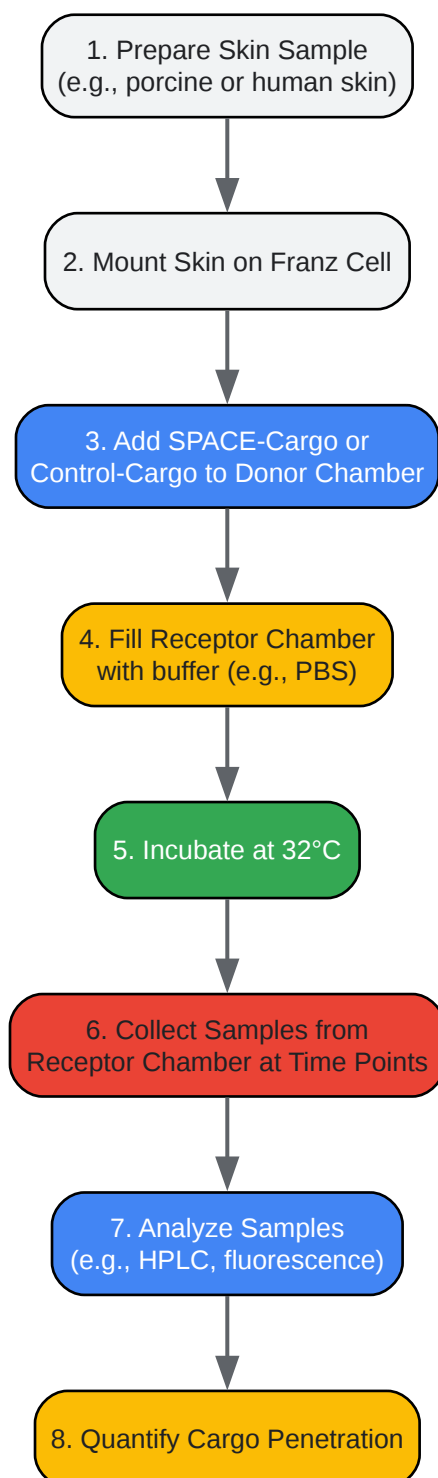 1. Prepare Skin Sample
(e.g., porcine or human skin)
2. Mount Skin on Franz Cell
3. Add SPACE-Cargo or
Control-Cargo to Donor Chamber
4. Fill Receptor Chamber
with buffer (e.g., PBS)
5. Incubate at 32°C
6. Collect Samples from
Receptor Chamber at Time Points
7. Analyze Samples
(e.g., HPLC, fluorescence)
8. Quantify Cargo Penetration